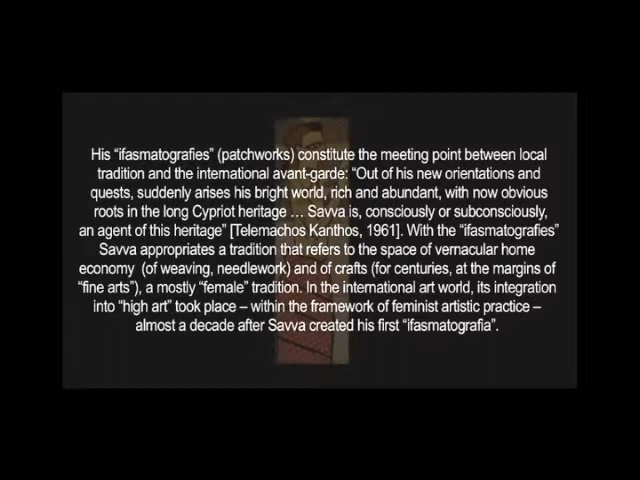 His “ifasmatografies” (patchworks) constitute the meeting point between local
tradition and the international avant-garde: “Out of his new orientations and
quests, suddenly arises his bright world, rich and abundant, with now obvious
roots in the long Cypriot heritage … Savva is, consciously or subconsciously,
an agent of this heritage” [Telemachos Kanthos, 1961]. With the “ifasmatografies”
Savva appropriates a tradition that refers to the space of vernacular home
economy (of weaving, needlework) and of crafts (for centuries, at the margins of
“fine arts”), a mostly “female” tradition. In the international art world, its integration
into “high art” took place – within the framework of feminist artistic practice –
almost a decade after Savva created his first “ifasmatografia”.